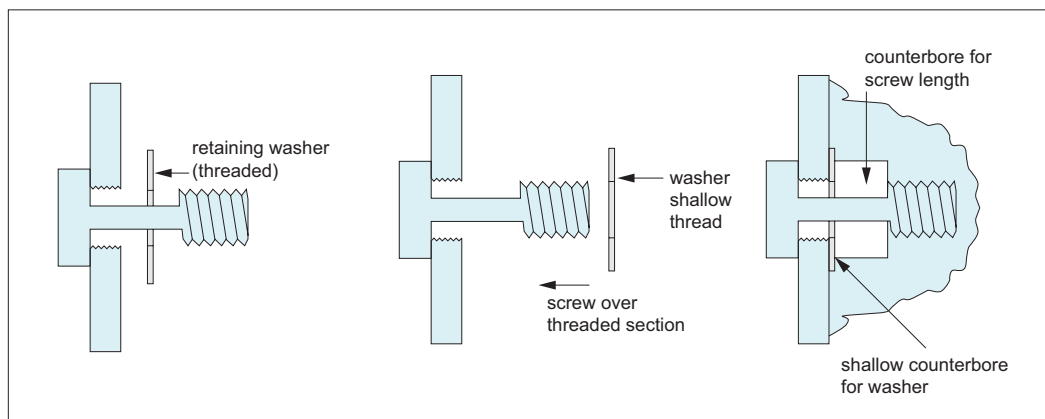 retaining washer
(threaded)
washer
shallow
thread
screw over
threaded section
counterbore for
screw length
shallow counterbore
for washer